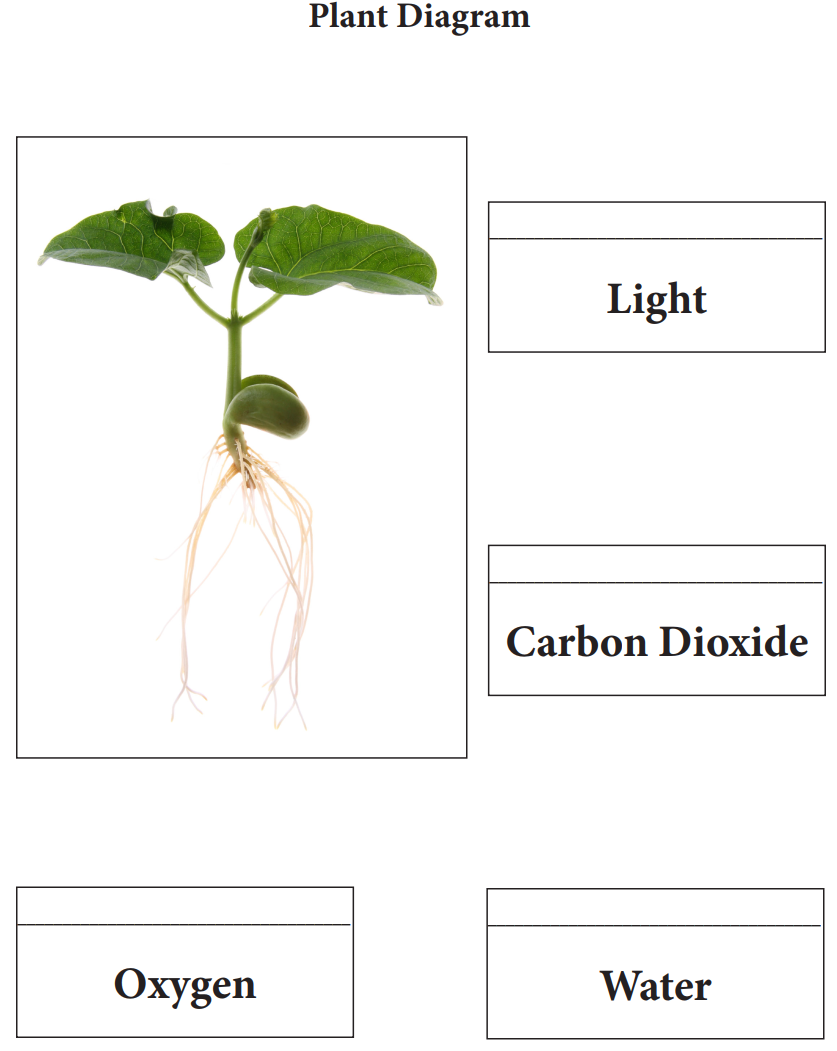 Plant Diagram
Light
Carbon Dioxide
Oxygen
Water